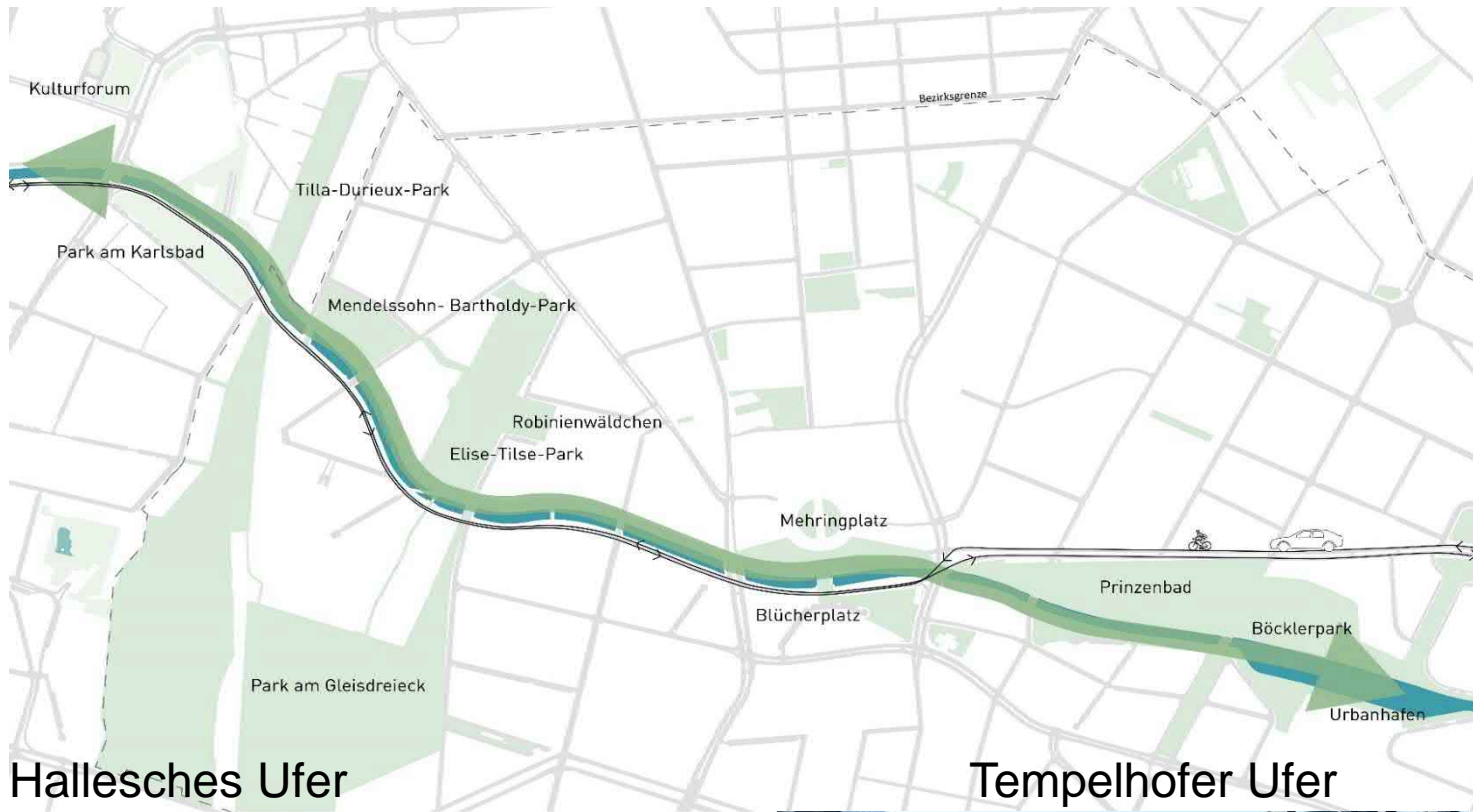 Kulturforum
Bezirksgrenze
Tilla-Durieux-Park
Park am Karlsbad
Mendelssohn- Bartholdy-Park
Robinienwäldchen
Elise-Tilse-Park
Mehringplatz
Prinzenbad
Blücherplatz
Böcklerpark
Park am Gleisdreieck
Urbanhafen
Hallesches Ufer
Tempelhofer Ufer